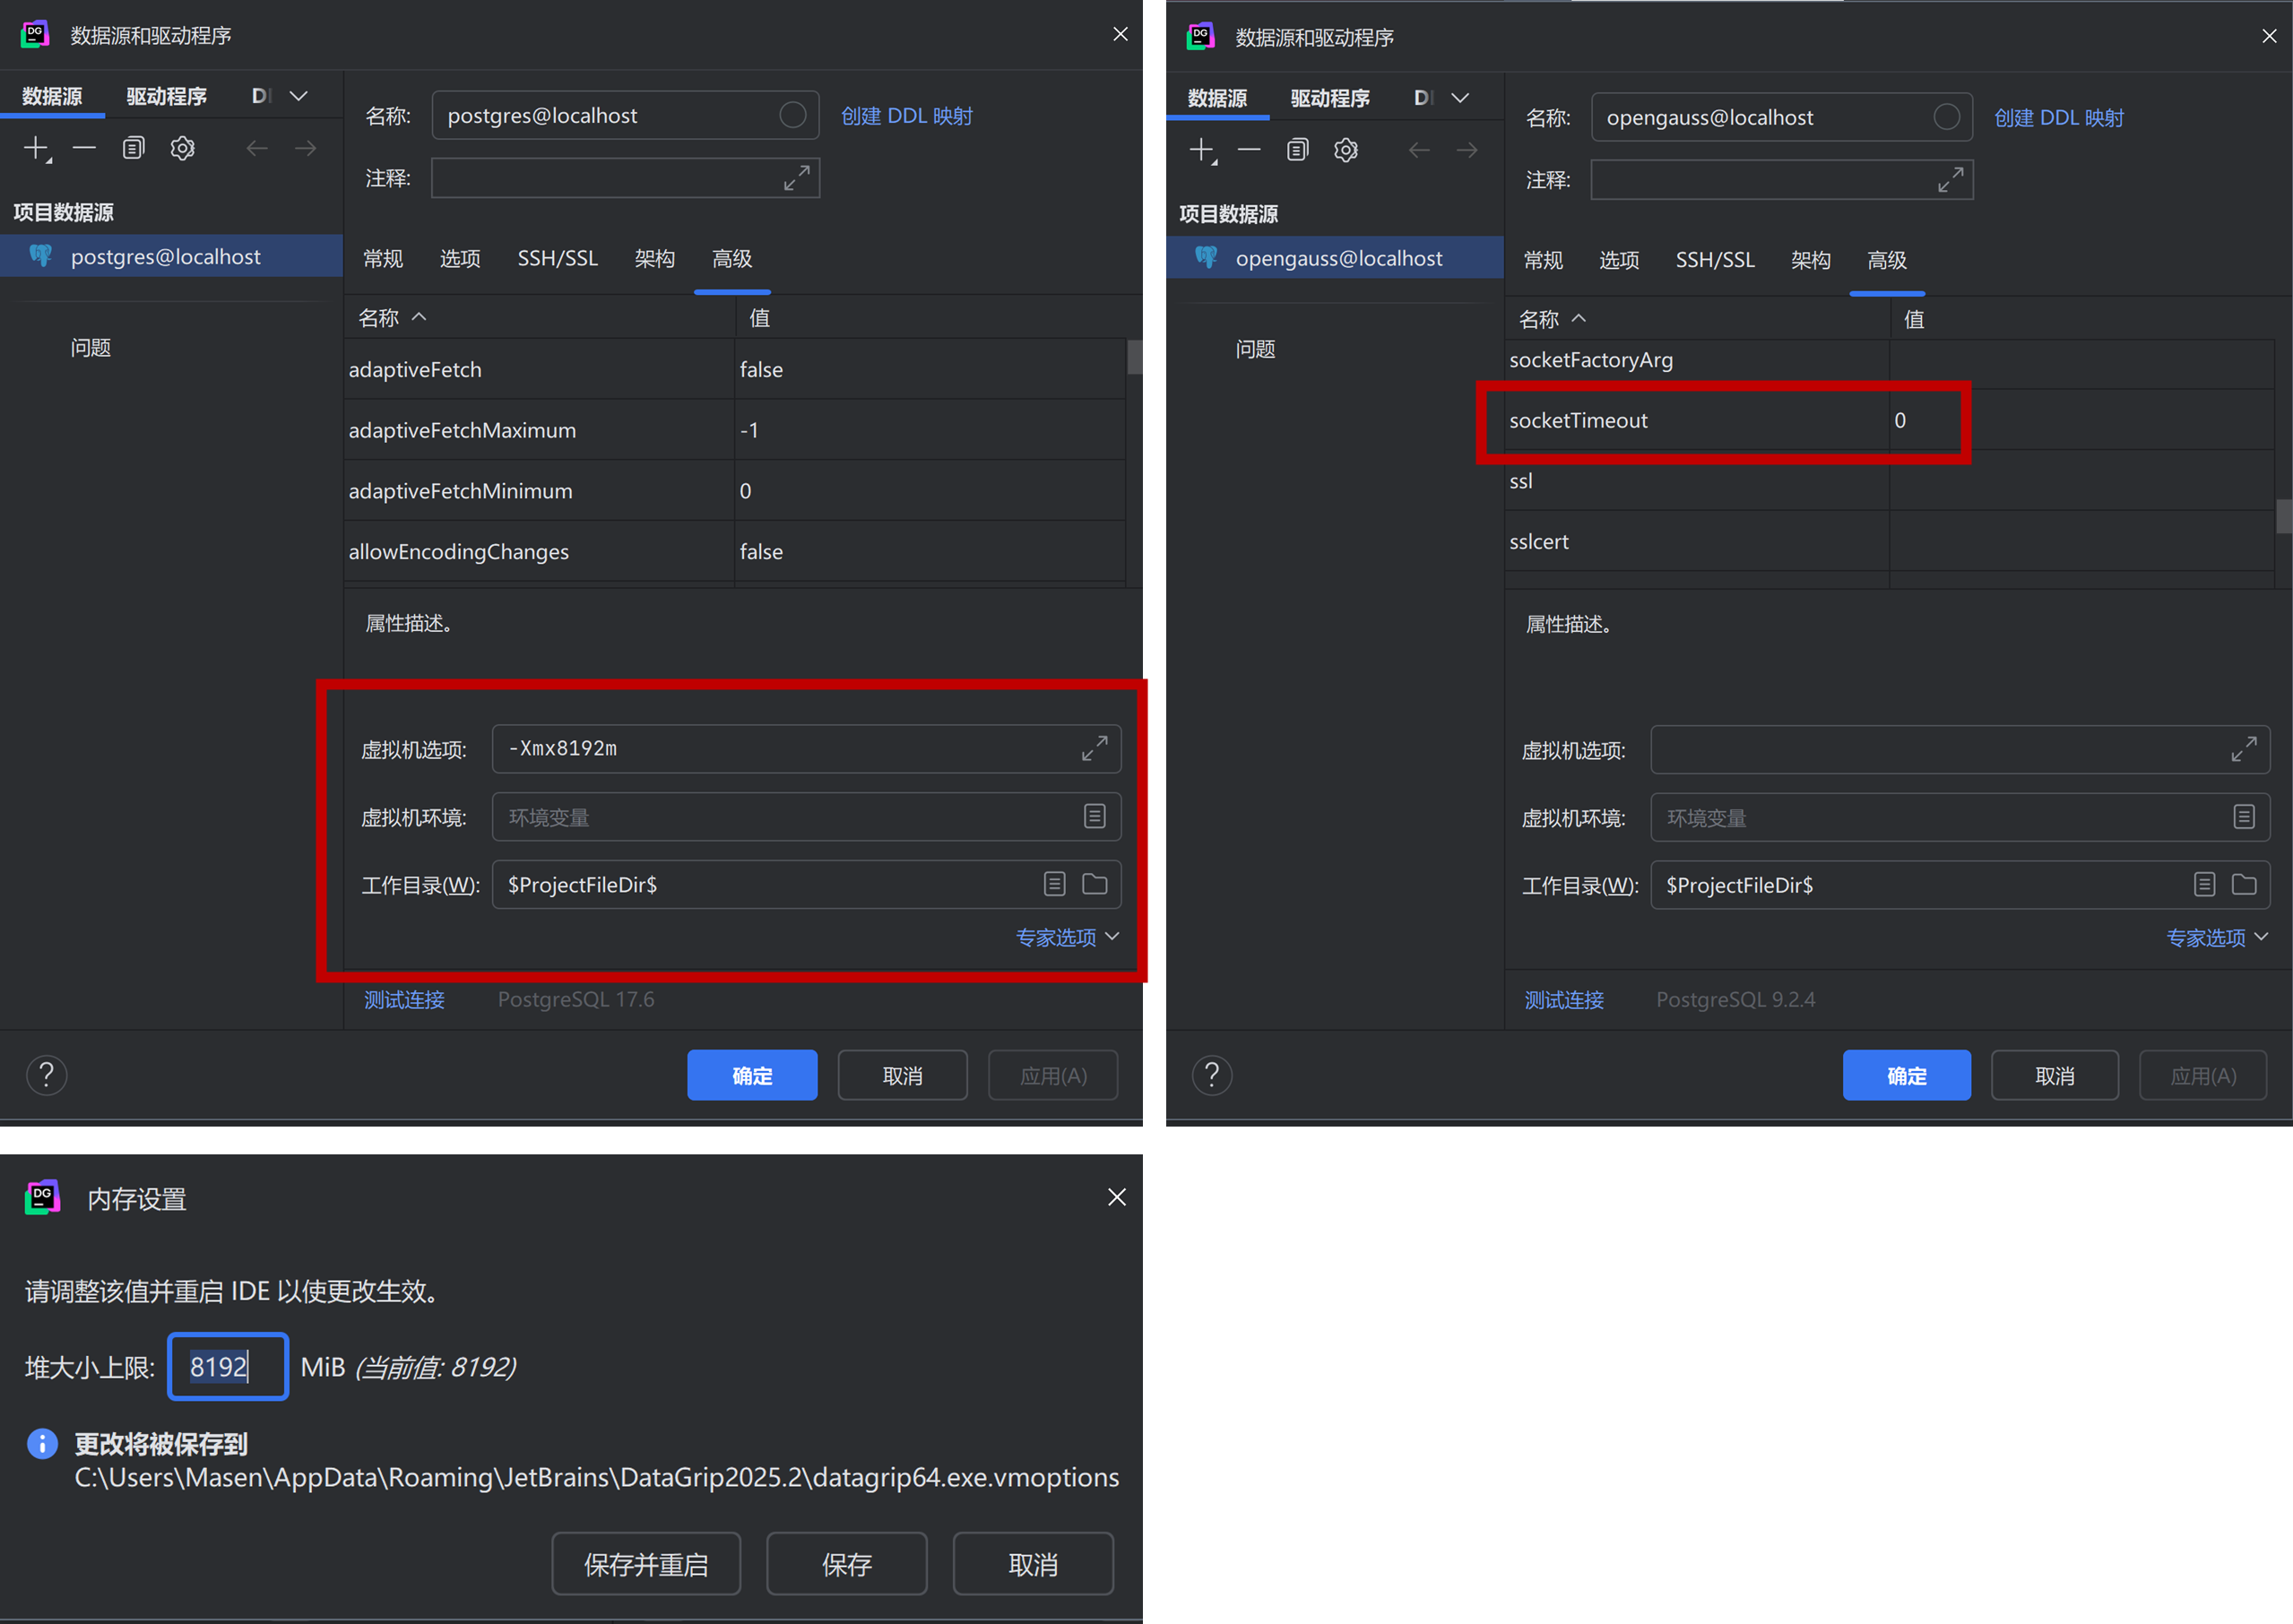 数据源和驱动程序
数据源 驱动程序
名称: postgres@localhost 创建 DDL 映射
注释:
项目数据源
postgres@localhost
问题
常规 选项 SSH/SSL 架构 高级
名称 值
adaptiveFetch false
adaptiveFetchMaximum -1
adaptiveFetchMinimum 0
allowEncodingChanges false
属性描述。
虚拟机选项: -Xmx8192m
虚拟机环境: 环境变量
工作目录(W): $ProjectFileDir$
专家选项
测试连接 PostgreSQL 17.6
? 确定 取消 应用(A)
数据源和驱动程序
数据源 驱动程序
名称: opengauss@localhost 创建 DDL 映射
注释:
项目数据源
opengauss@localhost
问题
常规 选项 SSH/SSL 架构 高级
名称 值
socketFactoryArg
socketTimeout 0
ssl
sslcert
属性描述。
虚拟机选项:
虚拟机环境: 环境变量
工作目录(W): $ProjectFileDir$
专家选项
测试连接 PostgreSQL 9.2.4
? 确定 取消 应用(A)
DG 内存设置
请调整该值并重启 IDE 以使更改生效。
堆大小上限: 8192 MiB (当前值: 8192)
更改将被保存到
C:\Users\Masen\AppData\Roaming\JetBrains\DataGrip2025.2\datagrip64.exe.vmoptions
保存并重启 保存 取消